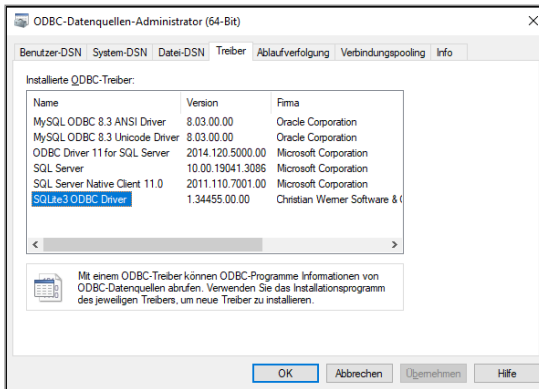 ODBC-Datenquellen-Administrator (64-Bit)
Benutzer-DSN System-DSN Datei-DSN Treiber Ablaufverfolgung Verbindungspooling Info
Installierte ODBC-Treiber:
Name Version Firma
MySQL ODBC 8.3 ANSI Driver 8.03.00.00 Oracle Corporation
MySQL ODBC 8.3 Unicode Driver 8.03.00.00 Oracle Corporation
ODBC Driver 11 for SQL Server 2014.120.5000.00 Microsoft Corporation
SQL Server 10.00.19041.3086 Microsoft Corporation
SQL Server Native Client 11.0 2011.110.7001.00 Microsoft Corporation
SQLite3 ODBC Driver 1.34455.00.00 Christian Werner Software & (
Mit einem ODBC-Treiber können ODBC-Programme Informationen von
ODBC-Datenquellen abrufen. Verwenden Sie das Installationsprogramm
des jeweiligen Treibers, um neue Treiber zu installieren.
OK Abbrechen Übernehmen Hilfe